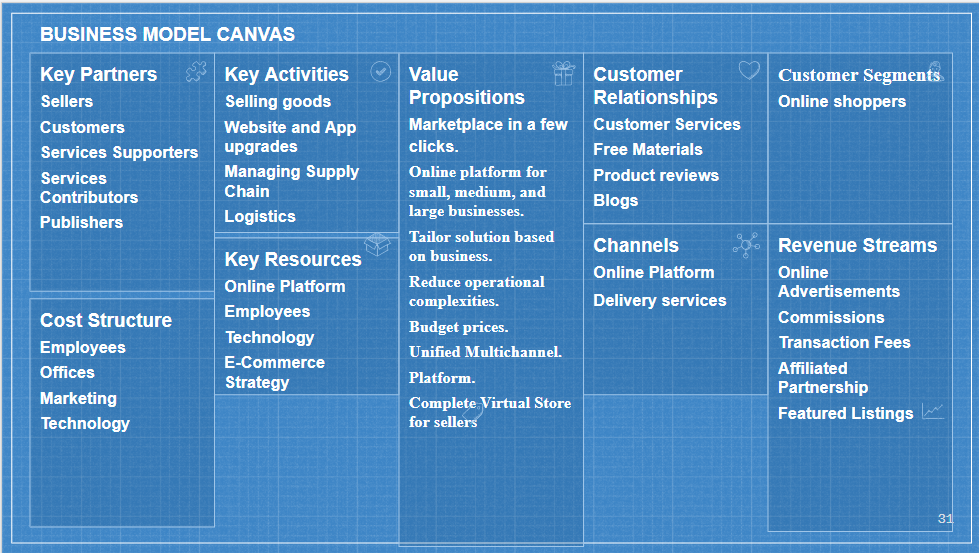 BUSINESS MODEL CANVAS
Key Partners
Sellers
Customers
Services Supporters
Services
Contributors
Publishers
Cost Structure
Employees
Offices
Marketing
Technology
Key Activities
Selling goods
Website and App
upgrades
Managing Supply
Chain
Logistics
Key Resources
Online Platform
Employees
Technology
E-Commerce
Strategy
Value
Propositions
Marketplace in a few
clicks.
Online platform for
small, medium, and
large businesses.
Tailor solution based
on business.
Reduce operational
complexities.
Budget prices.
Unified Multichannel.
Platform.
Complete Virtual Store
for sellers
Customer
Relationships
Customer Services
Free Materials
Product reviews
Blogs
Channels
Online Platform
Delivery services
Customer Segments
Online shoppers
Revenue Streams
Online
Advertisements
Commissions
Transaction Fees
Affiliated
Partnership
Featured Listings
31